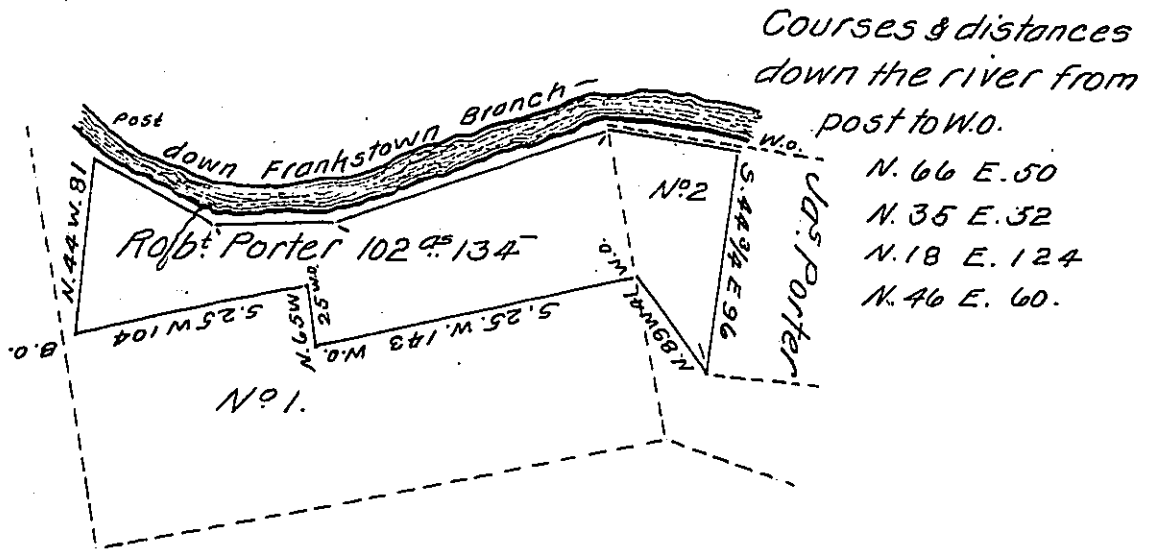 Courses & distances
down the river from
post to W.O.
N. 66 E. 50
N. 35 E. 52
N. 18 E. 124
N. 46 E. 60.
Post
down Frankstown Branch
W.O.
No 2
S. 44 3/4 E 96
Jas Porter
N. 44 W. 81
Robt. Porter 102 as 134
W.O.
N. 89 W
S. 25. W. 143
W.O.
N. 65 W
25
S. 25 W 104
B.O.
No 1.